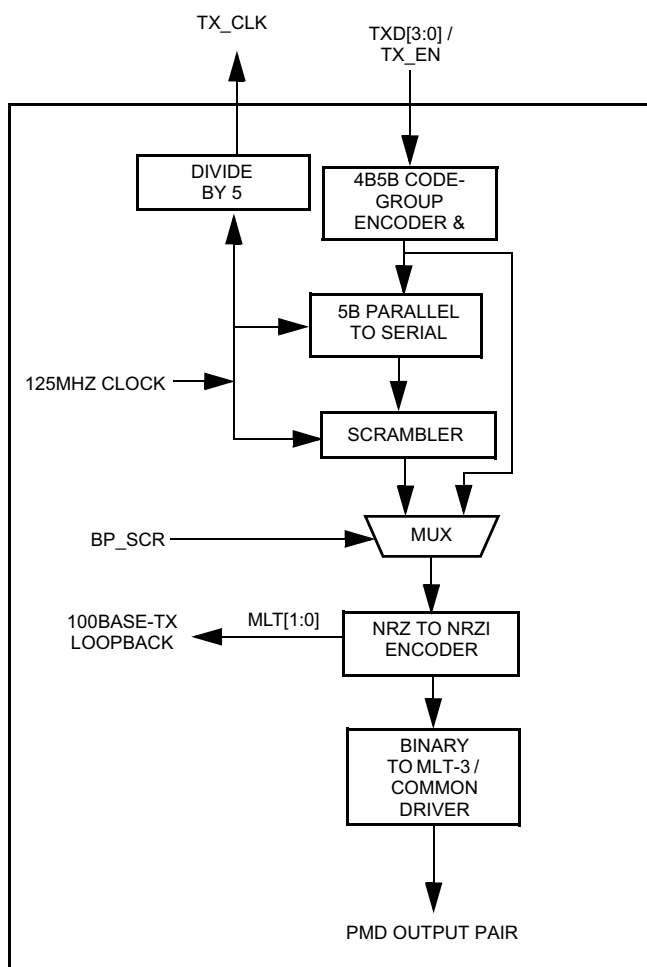 TX_CLK
TXD[3:0] /
TX_EN
DIVIDE
BY 5
4B5B CODE-
GROUP
ENCODER &
5B PARALLEL
TO SERIAL
125MHZ CLOCK
SCRAMBLER
BP_SCR
MUX
100BASE-TX
LOOPBACK
MLT[1:0]
NRZ TO NRZI
ENCODER
BINARY
TO MLT-3 /
COMMON
DRIVER
PMD OUTPUT PAIR